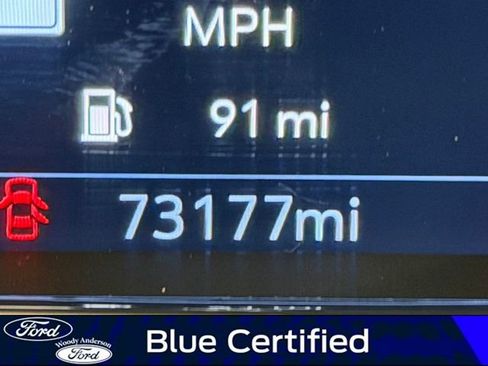 MPH
91 mi
73177mi
Ford
Woody Anderson
Ford
Blue Certified